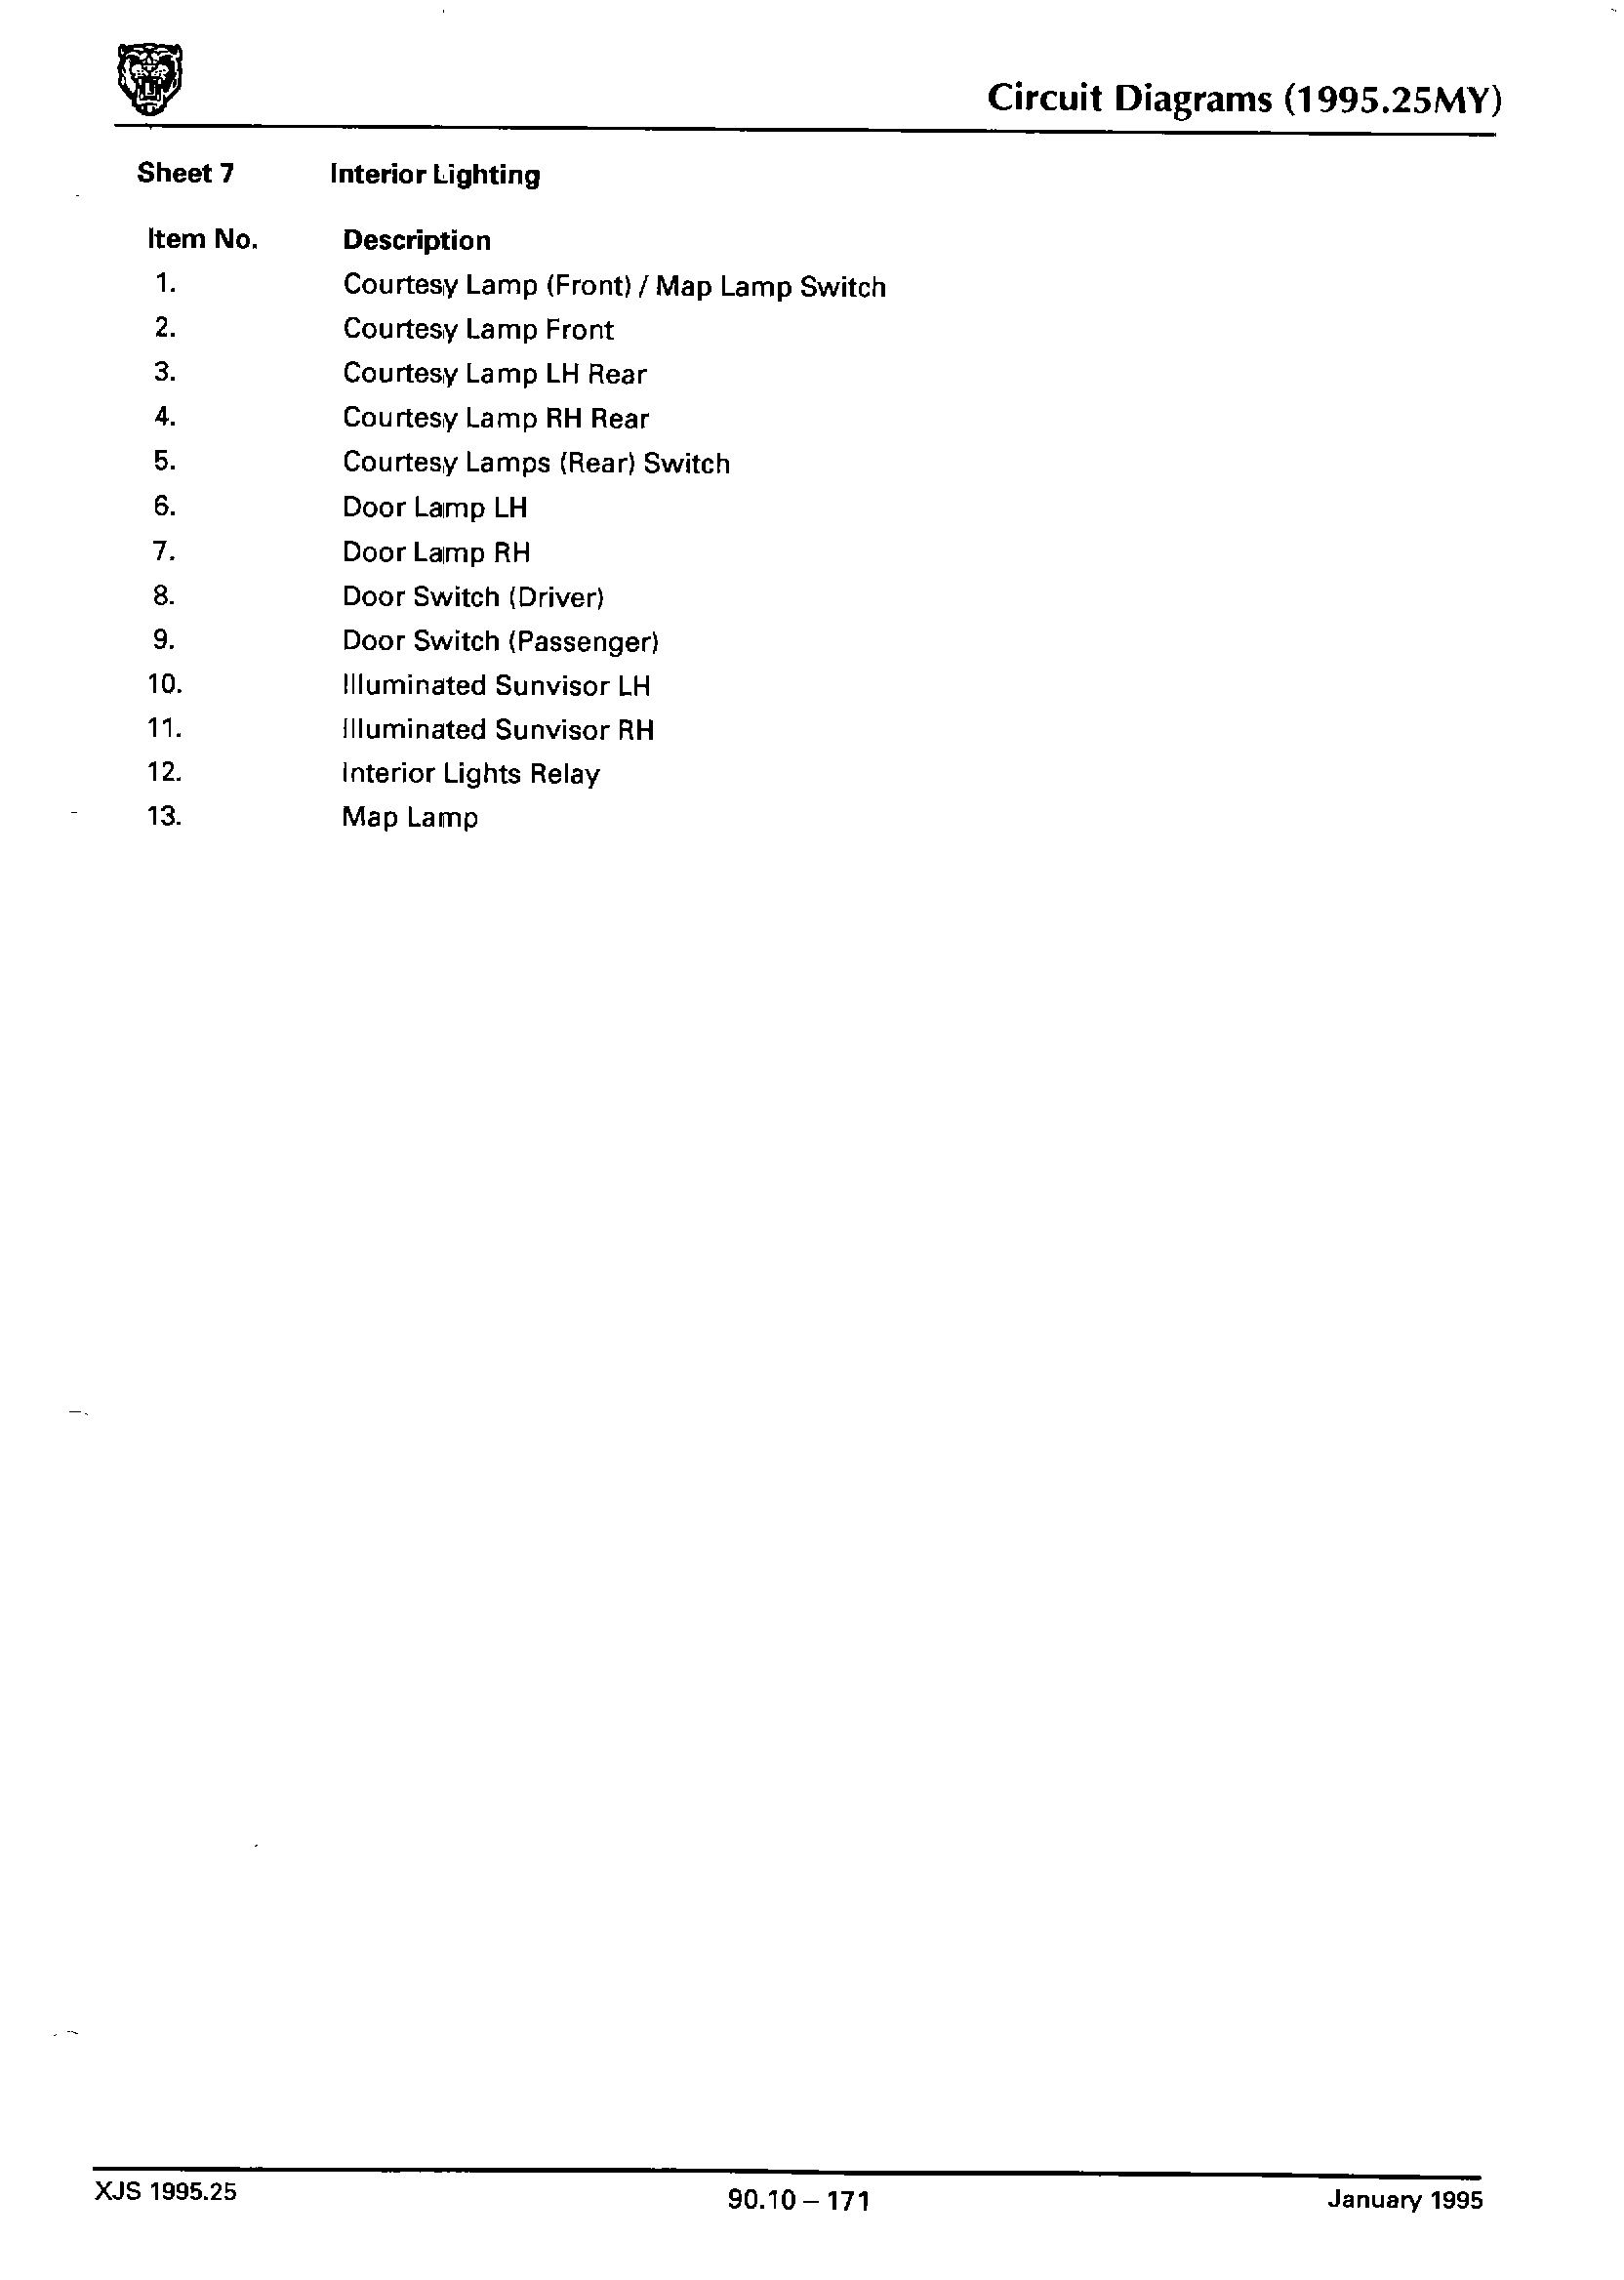 Circuit Diagrams (1995.25MY)
Sheet 7 Interior Lighting
Item No. Description
1. Courtesy Lamp (Front) / Map Lamp Switch
2. Courtesy Lamp Front
3. Courtesy Lamp LH Rear
4. Courtesy Lamp RH Rear
5. Courtesy Lamps (Rear) Switch
6. Door Lamp LH
7. Door Lamp RH
8. Door Switch (Driver)
9. Door Switch (Passenger)
10. Illuminated Sunvisor LH
11. Illuminated Sunvisor RH
12. Interior Lights Relay
13. Map Lamp
XJS 1995.25 90.10 – 171 January 1995